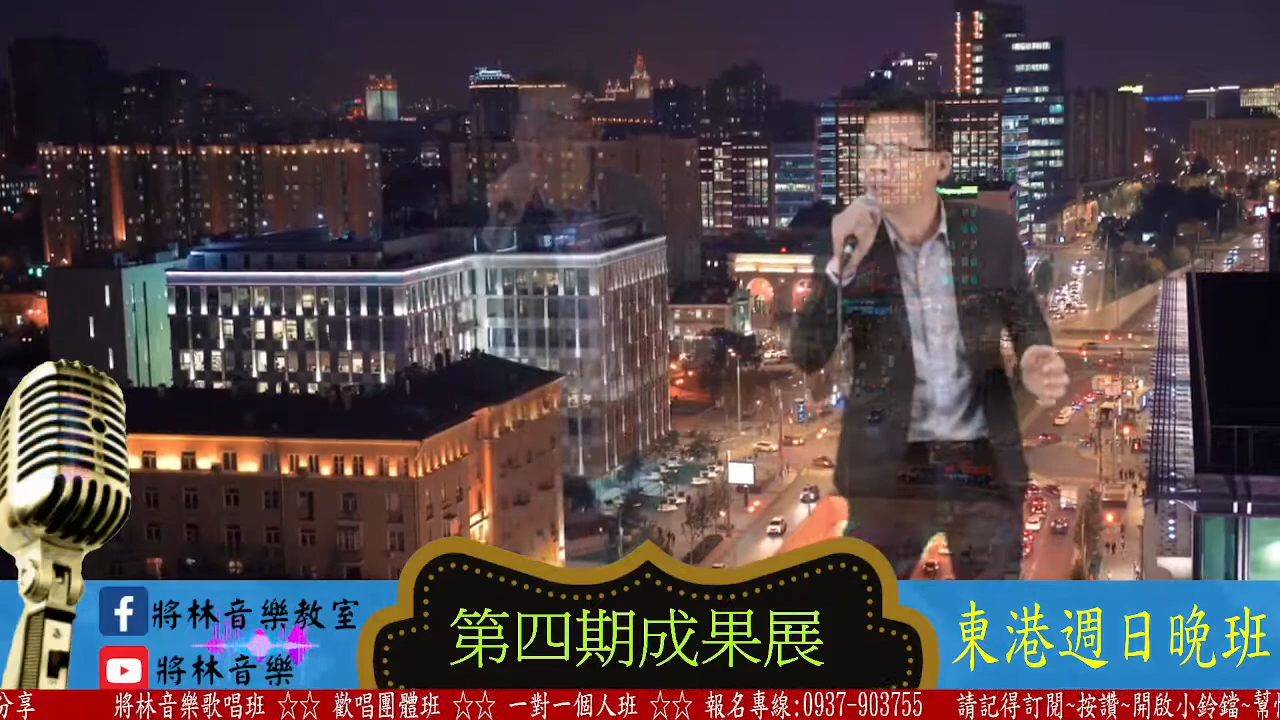 將林音樂教室
將林音樂
第四期成果展
東港週日晚班
分享 將林音樂歌唱班 ☆☆ 歡唱團體班 ☆☆ 一對一個人班 ☆☆ 報名專線:0937-903755 請記得訂閱~按讚~開啟小鈴鐺~幫